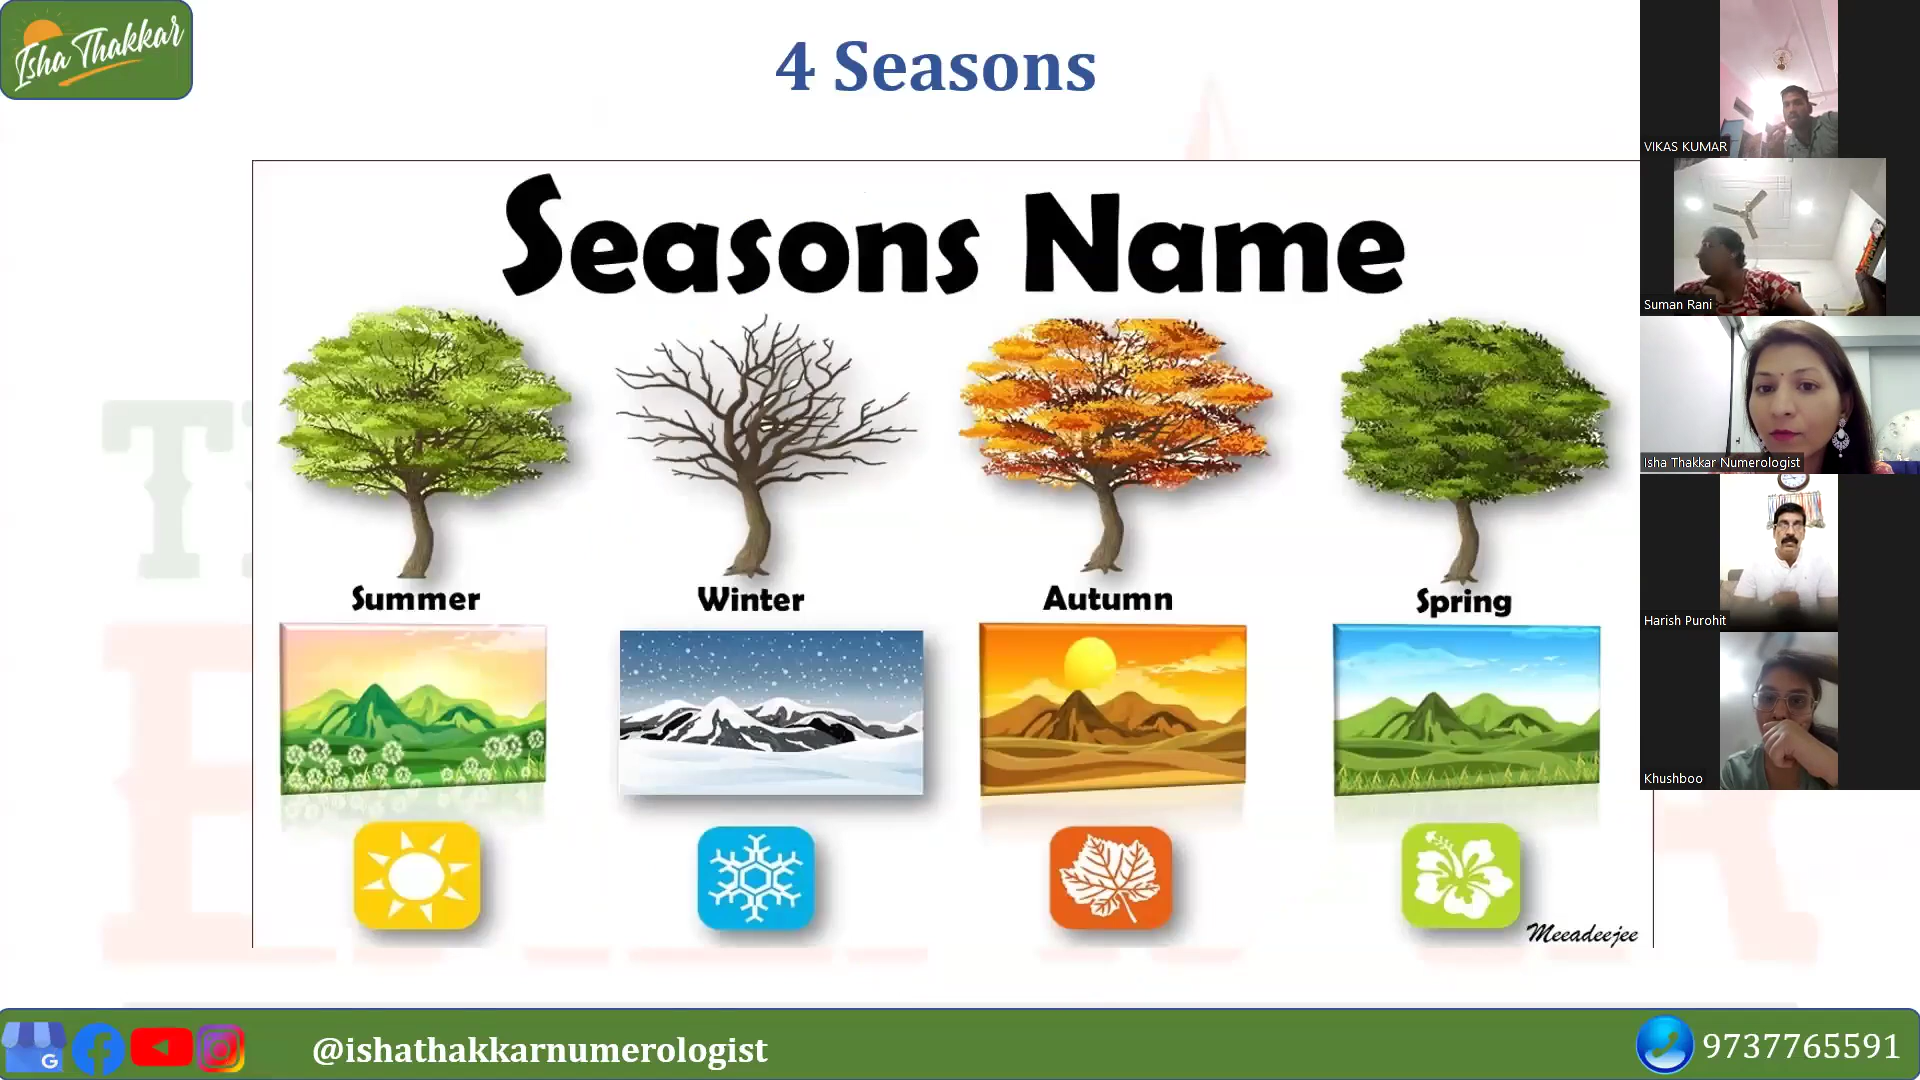 Isha Thakkar
4 Seasons
Seasons Name
Summer
Winter
Autumn
Spring
Meeadeejee
@ishathakkarnumerologist
9737765591
VIKAS KUMAR
Suman Rani
Isha Thakkar Numerologist
Harish Purohit
Khushboo
G